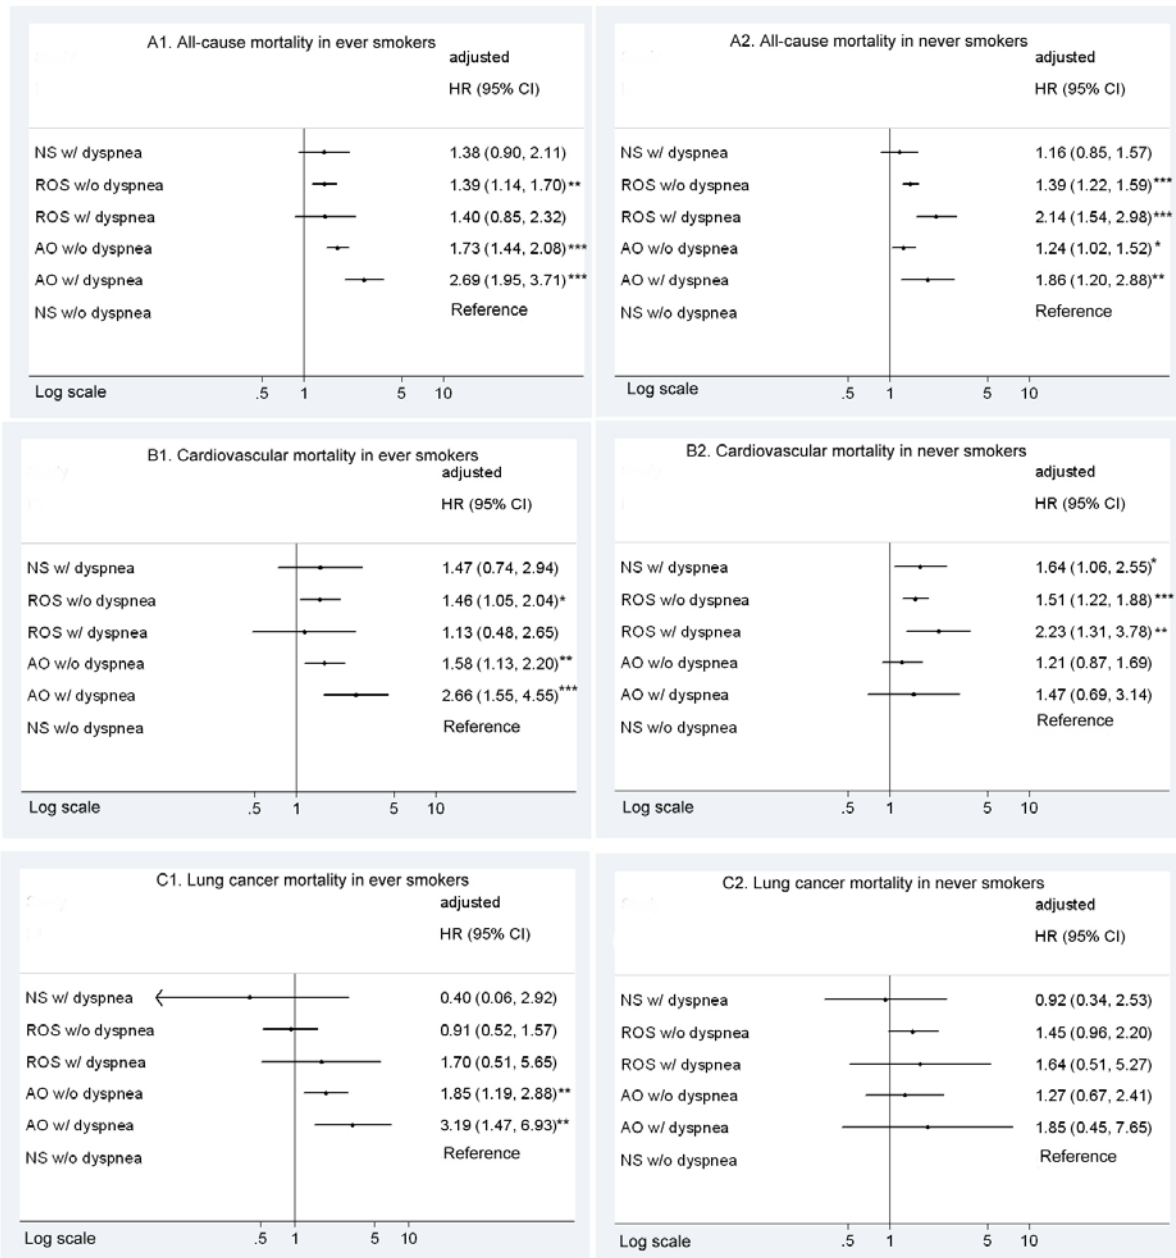 A1. All-cause mortality in ever smokers
adjusted
HR (95% CI)
NS w/ dyspnea 1.38 (0.90, 2.11)
ROS w/o dyspnea 1.39 (1.14, 1.70)**
ROS w/ dyspnea 1.40 (0.85, 2.32)
AO w/o dyspnea 1.73 (1.44, 2.08)***
AO w/ dyspnea 2.69 (1.95, 3.71)***
NS w/o dyspnea Reference
Log scale .5 1 5 10
A2. All-cause mortality in never smokers
adjusted
HR (95% CI)
NS w/ dyspnea 1.16 (0.85, 1.57)
ROS w/o dyspnea 1.39 (1.22, 1.59)***
ROS w/ dyspnea 2.14 (1.54, 2.98)***
AO w/o dyspnea 1.24 (1.02, 1.52)*
AO w/ dyspnea 1.86 (1.20, 2.88)**
NS w/o dyspnea Reference
Log scale .5 1 5 10
B1. Cardiovascular mortality in ever smokers
adjusted
HR (95% CI)
NS w/ dyspnea 1.47 (0.74, 2.94)
ROS w/o dyspnea 1.46 (1.05, 2.04)*
ROS w/ dyspnea 1.13 (0.48, 2.65)
AO w/o dyspnea 1.58 (1.13, 2.20)**
AO w/ dyspnea 2.66 (1.55, 4.55)***
NS w/o dyspnea Reference
Log scale .5 1 5 10
B2. Cardiovascular mortality in never smokers
adjusted
HR (95% CI)
NS w/ dyspnea 1.64 (1.06, 2.55)*
ROS w/o dyspnea 1.51 (1.22, 1.88)***
ROS w/ dyspnea 2.23 (1.31, 3.78)**
AO w/o dyspnea 1.21 (0.87, 1.69)
AO w/ dyspnea 1.47 (0.69, 3.14)
NS w/o dyspnea Reference
Log scale .5 1 5 10
C1. Lung cancer mortality in ever smokers
adjusted
HR (95% CI)
NS w/ dyspnea 0.40 (0.06, 2.92)
ROS w/o dyspnea 0.91 (0.52, 1.57)
ROS w/ dyspnea 1.70 (0.51, 5.65)
AO w/o dyspnea 1.85 (1.19, 2.88)**
AO w/ dyspnea 3.19 (1.47, 6.93)**
NS w/o dyspnea Reference
Log scale .5 1 5 10
C2. Lung cancer mortality in never smokers
adjusted
HR (95% CI)
NS w/ dyspnea 0.92 (0.34, 2.53)
ROS w/o dyspnea 1.45 (0.96, 2.20)
ROS w/ dyspnea 1.64 (0.51, 5.27)
AO w/o dyspnea 1.27 (0.67, 2.41)
AO w/ dyspnea 1.85 (0.45, 7.65)
NS w/o dyspnea Reference
Log scale .5 1 5 10